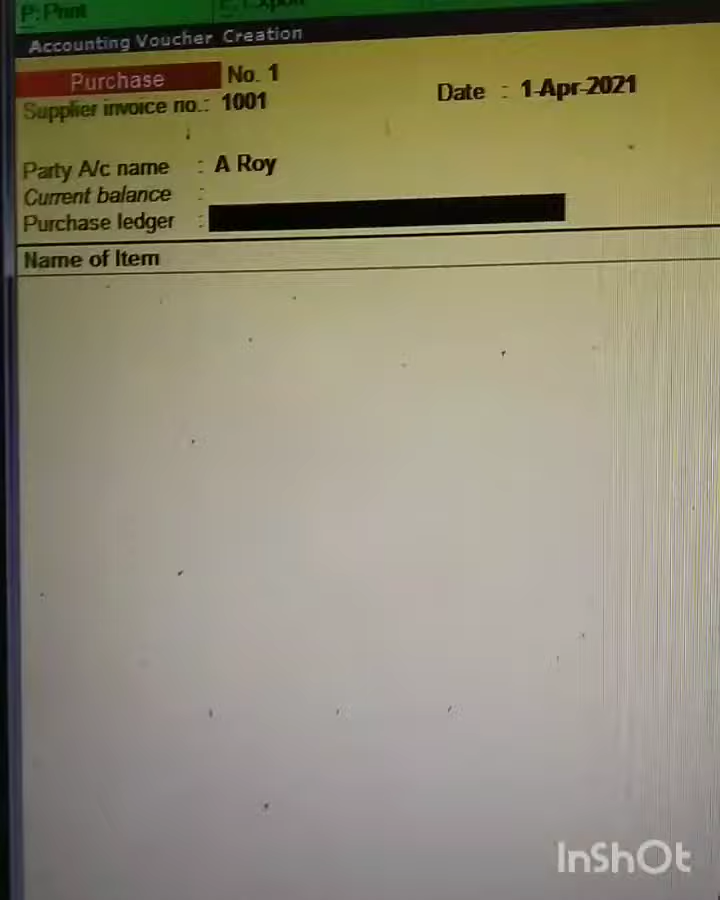 P: Print
E: Export
Accounting Voucher Creation
Purchase No. 1
Supplier invoice no.: 1001 Date : 1-Apr-2021
Party A/c name : A Roy
Current balance :
Purchase ledger :
Name of Item
InShOt